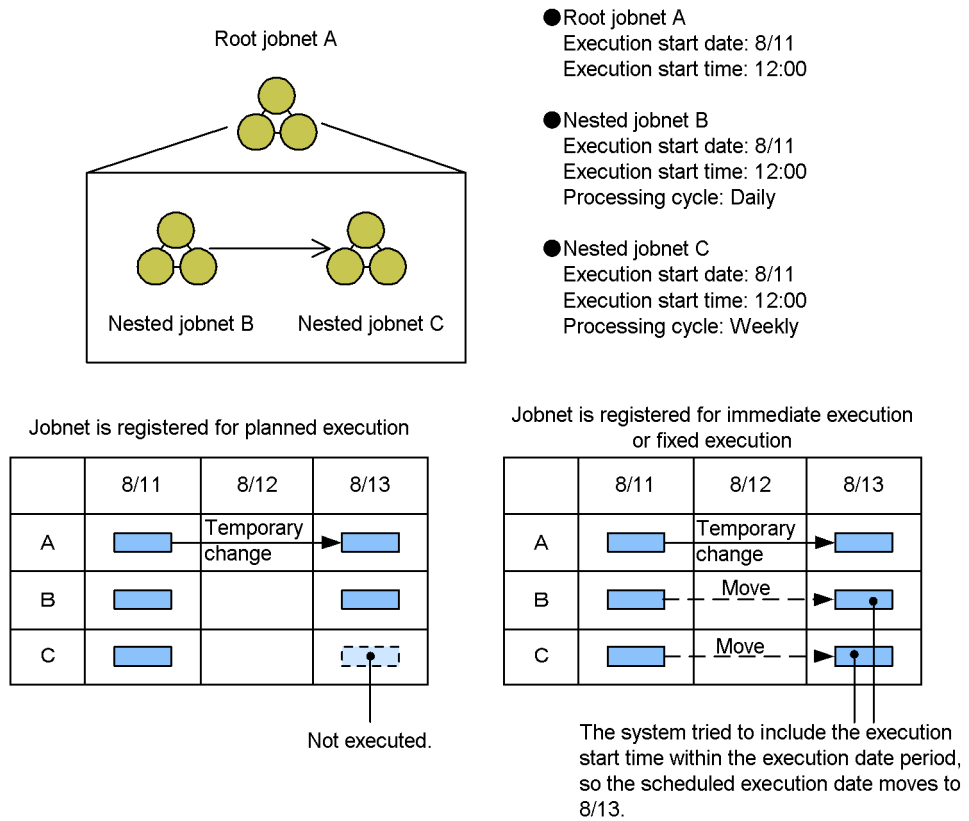 Root jobnet A
Nested jobnet B
Nested jobnet C
●Root jobnet A
Execution start date: 8/11
Execution start time: 12:00
●Nested jobnet B
Execution start date: 8/11
Execution start time: 12:00
Processing cycle: Daily
●Nested jobnet C
Execution start date: 8/11
Execution start time: 12:00
Processing cycle: Weekly
Jobnet is registered for planned execution
8/11 8/12 8/13
A Temporary
change
B
C
Not executed.
Jobnet is registered for immediate execution
or fixed execution
8/11 8/12 8/13
A Temporary
change
B Move
C Move
The system tried to include the execution
start time within the execution date period,
so the scheduled execution date moves to
8/13.